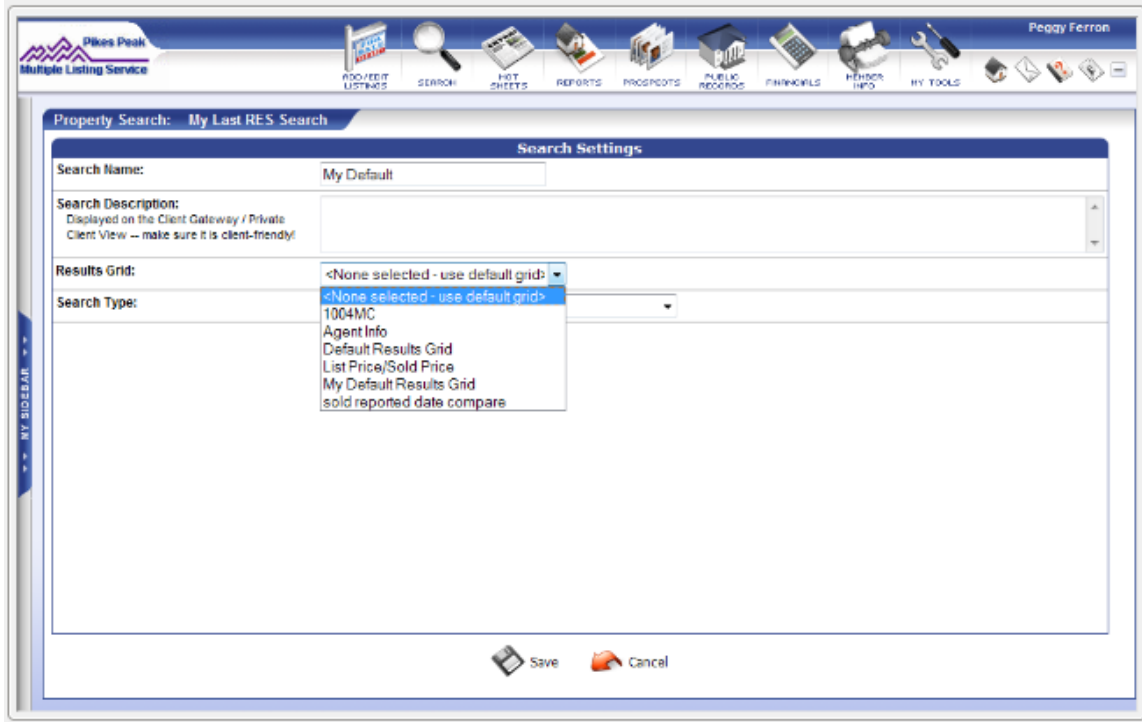 Pikes Peak
Multiple Listing Service
Peggy Ferron
ADD/EDIT LISTINGS
SEARCH
HOT SHEETS
REPORTS
PROSPECTS
PUBLIC RECORDS
FINANCIALS
MEMBER INFO
MY TOOLS
Property Search: My Last RES Search
Search Settings
Search Name:
My Default
Search Description:
Displayed on the Client Gateway / Private
Client View -- make sure it is client-friendly!
Results Grid:
<None selected - use default grid>
Search Type:
<None selected - use default grid>
1004MC
Agent Info
Default Results Grid
List Price/Sold Price
My Default Results Grid
sold reported date compare
MY SIDEBAR
Save
Cancel